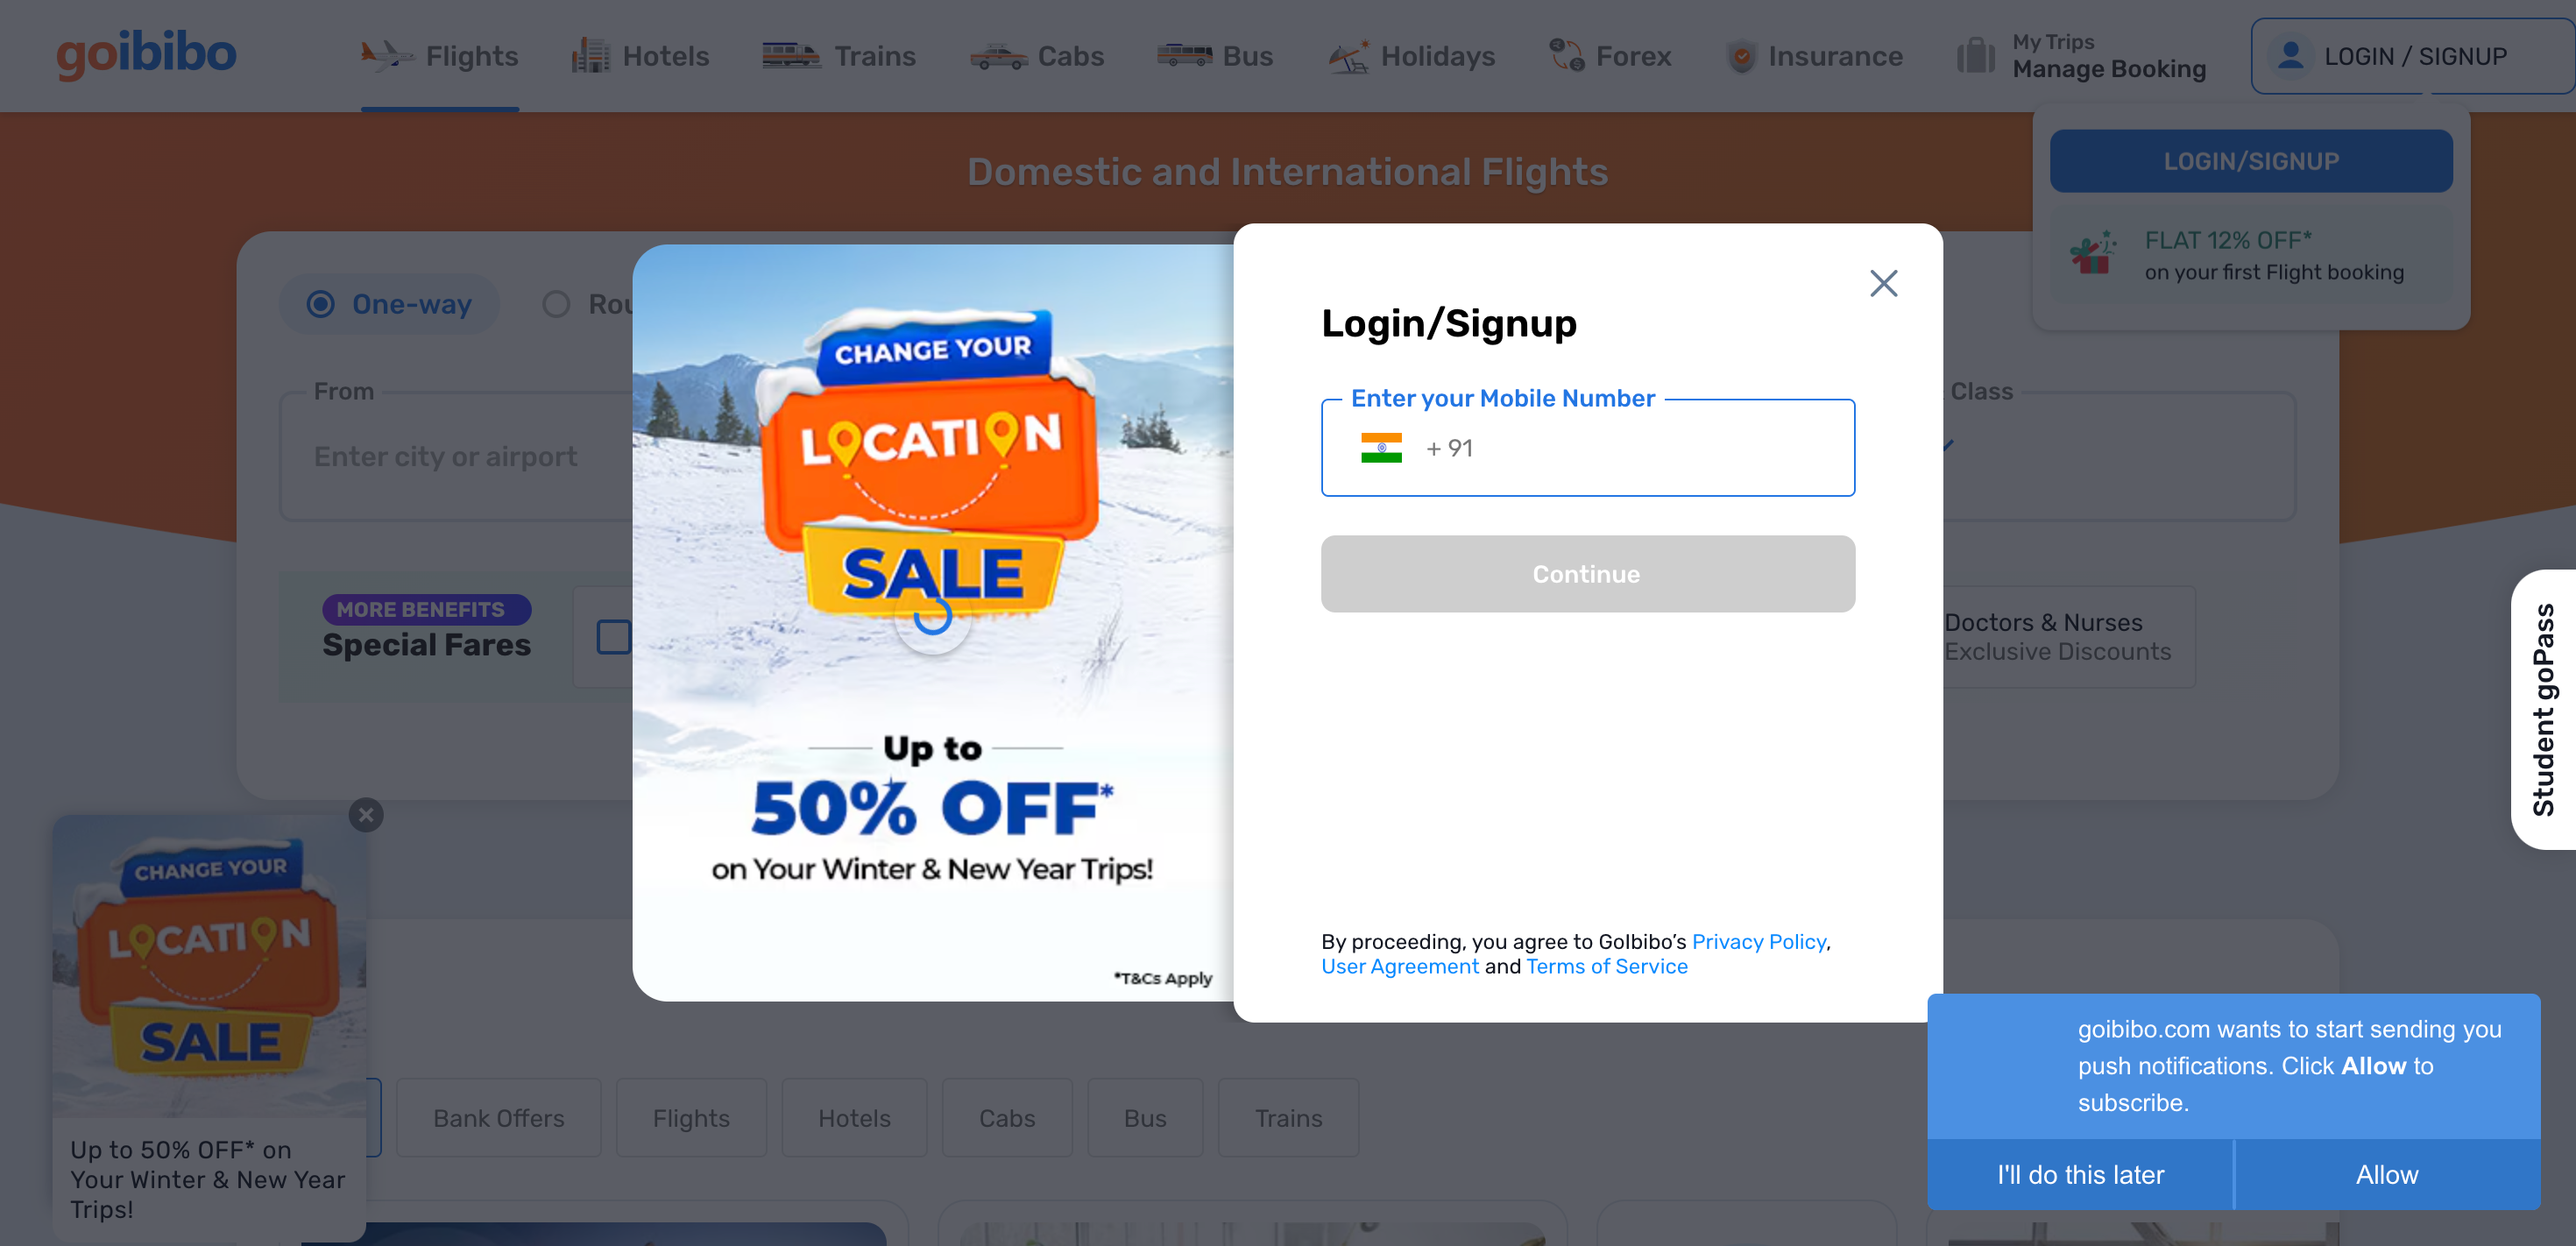 goibibo
Flights
Hotels
Trains
Cabs
Bus
Holidays
Forex
Insurance
My Trips
Manage Booking
LOGIN / SIGNUP
LOGIN/SIGNUP
FLAT 12% OFF*
on your first Flight booking
Domestic and International Flights
One-way
Rou
From
Enter city or airport
Class
MORE BENEFITS
Special Fares
Doctors & Nurses
Exclusive Discounts
Student goPass
CHANGE YOUR
LOCATION
SALE
Up to
50% OFF*
on Your Winter & New Year Trips!
*T&Cs Apply
Login/Signup
Enter your Mobile Number
+ 91
Continue
By proceeding, you agree to GoIbibo's Privacy Policy,
User Agreement and Terms of Service
CHANGE YOUR
LOCATION
SALE
Up to 50% OFF* on
Your Winter & New Year
Trips!
Bank Offers
Flights
Hotels
Cabs
Bus
Trains
goibibo.com wants to start sending you
push notifications. Click Allow to
subscribe.
I'll do this later
Allow